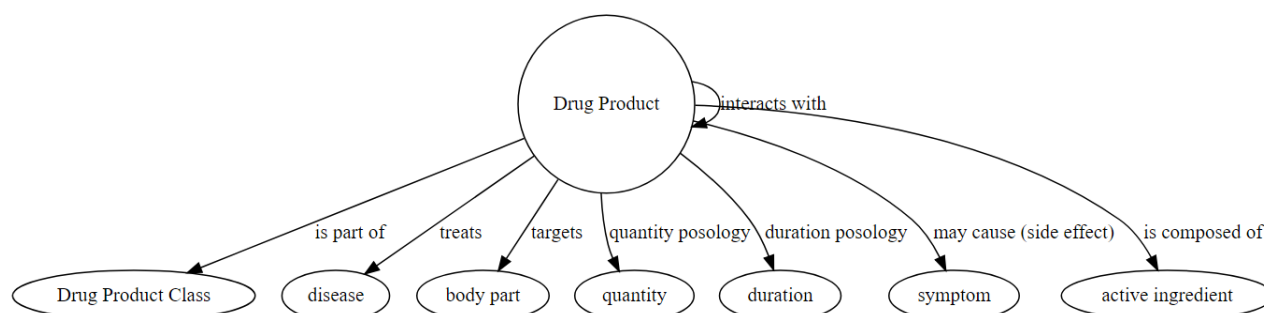 Drug Product
interacts with
is part of
treats
targets
quantity posology
duration posology
may cause (side effect)
is composed of
Drug Product Class
disease
body part
quantity
duration
symptom
active ingredient